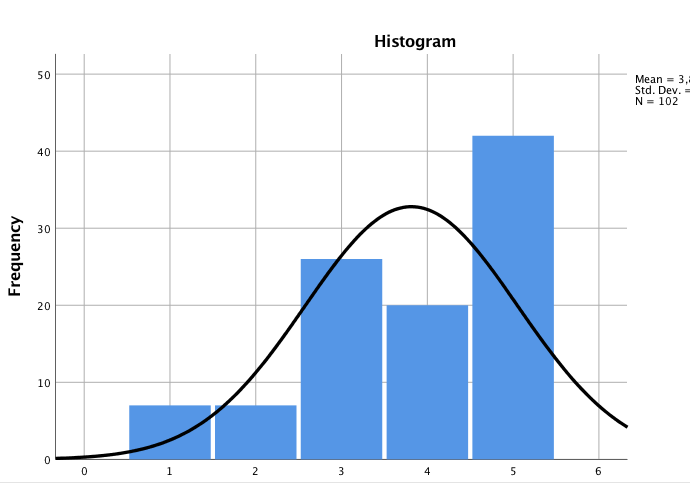 Histogram
Mean = 3,8
Std. Dev. =
N = 102
Frequency
50
40
30
20
10
0
0 1 2 3 4 5 6